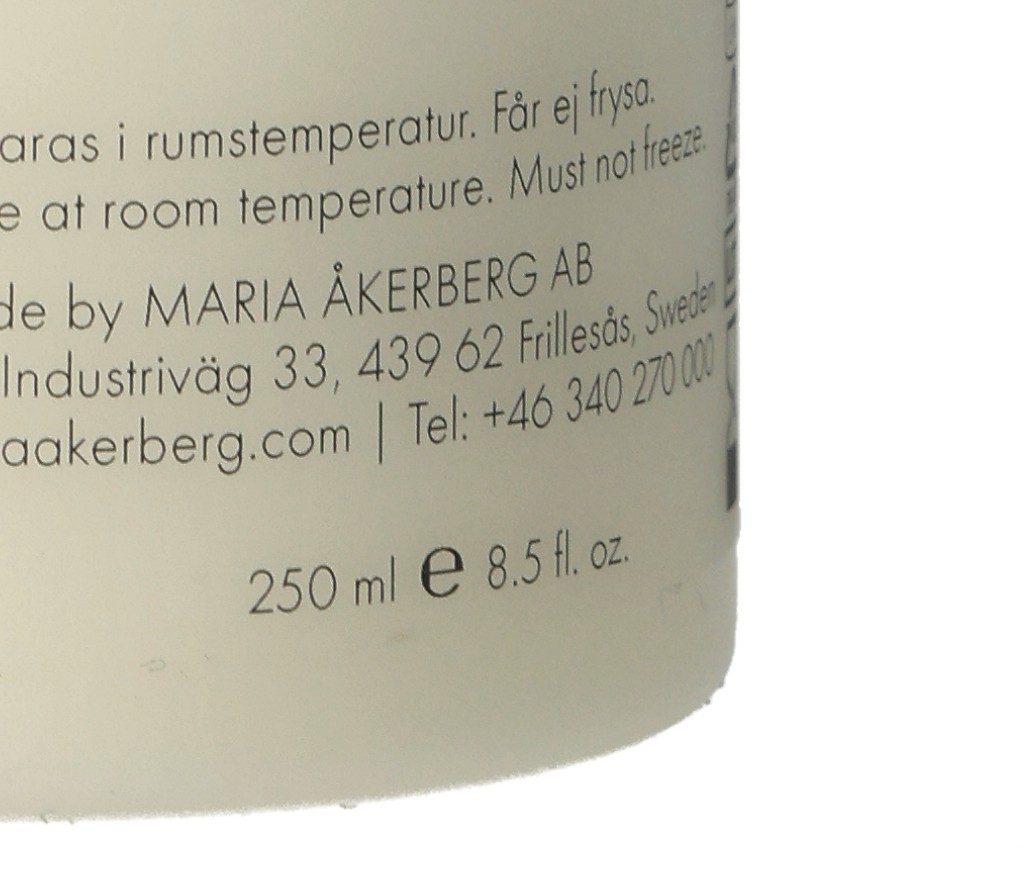 aras i rumstemperatur. Får ej frysa.
e at room temperature. Must not freeze.
de by MARIA ÅKERBERG AB
Industriväg 33, 439 62 Frillesås, Sweden
aakerberg.com | Tel: +46 340 270 000
250 ml e 8.5 fl. oz.